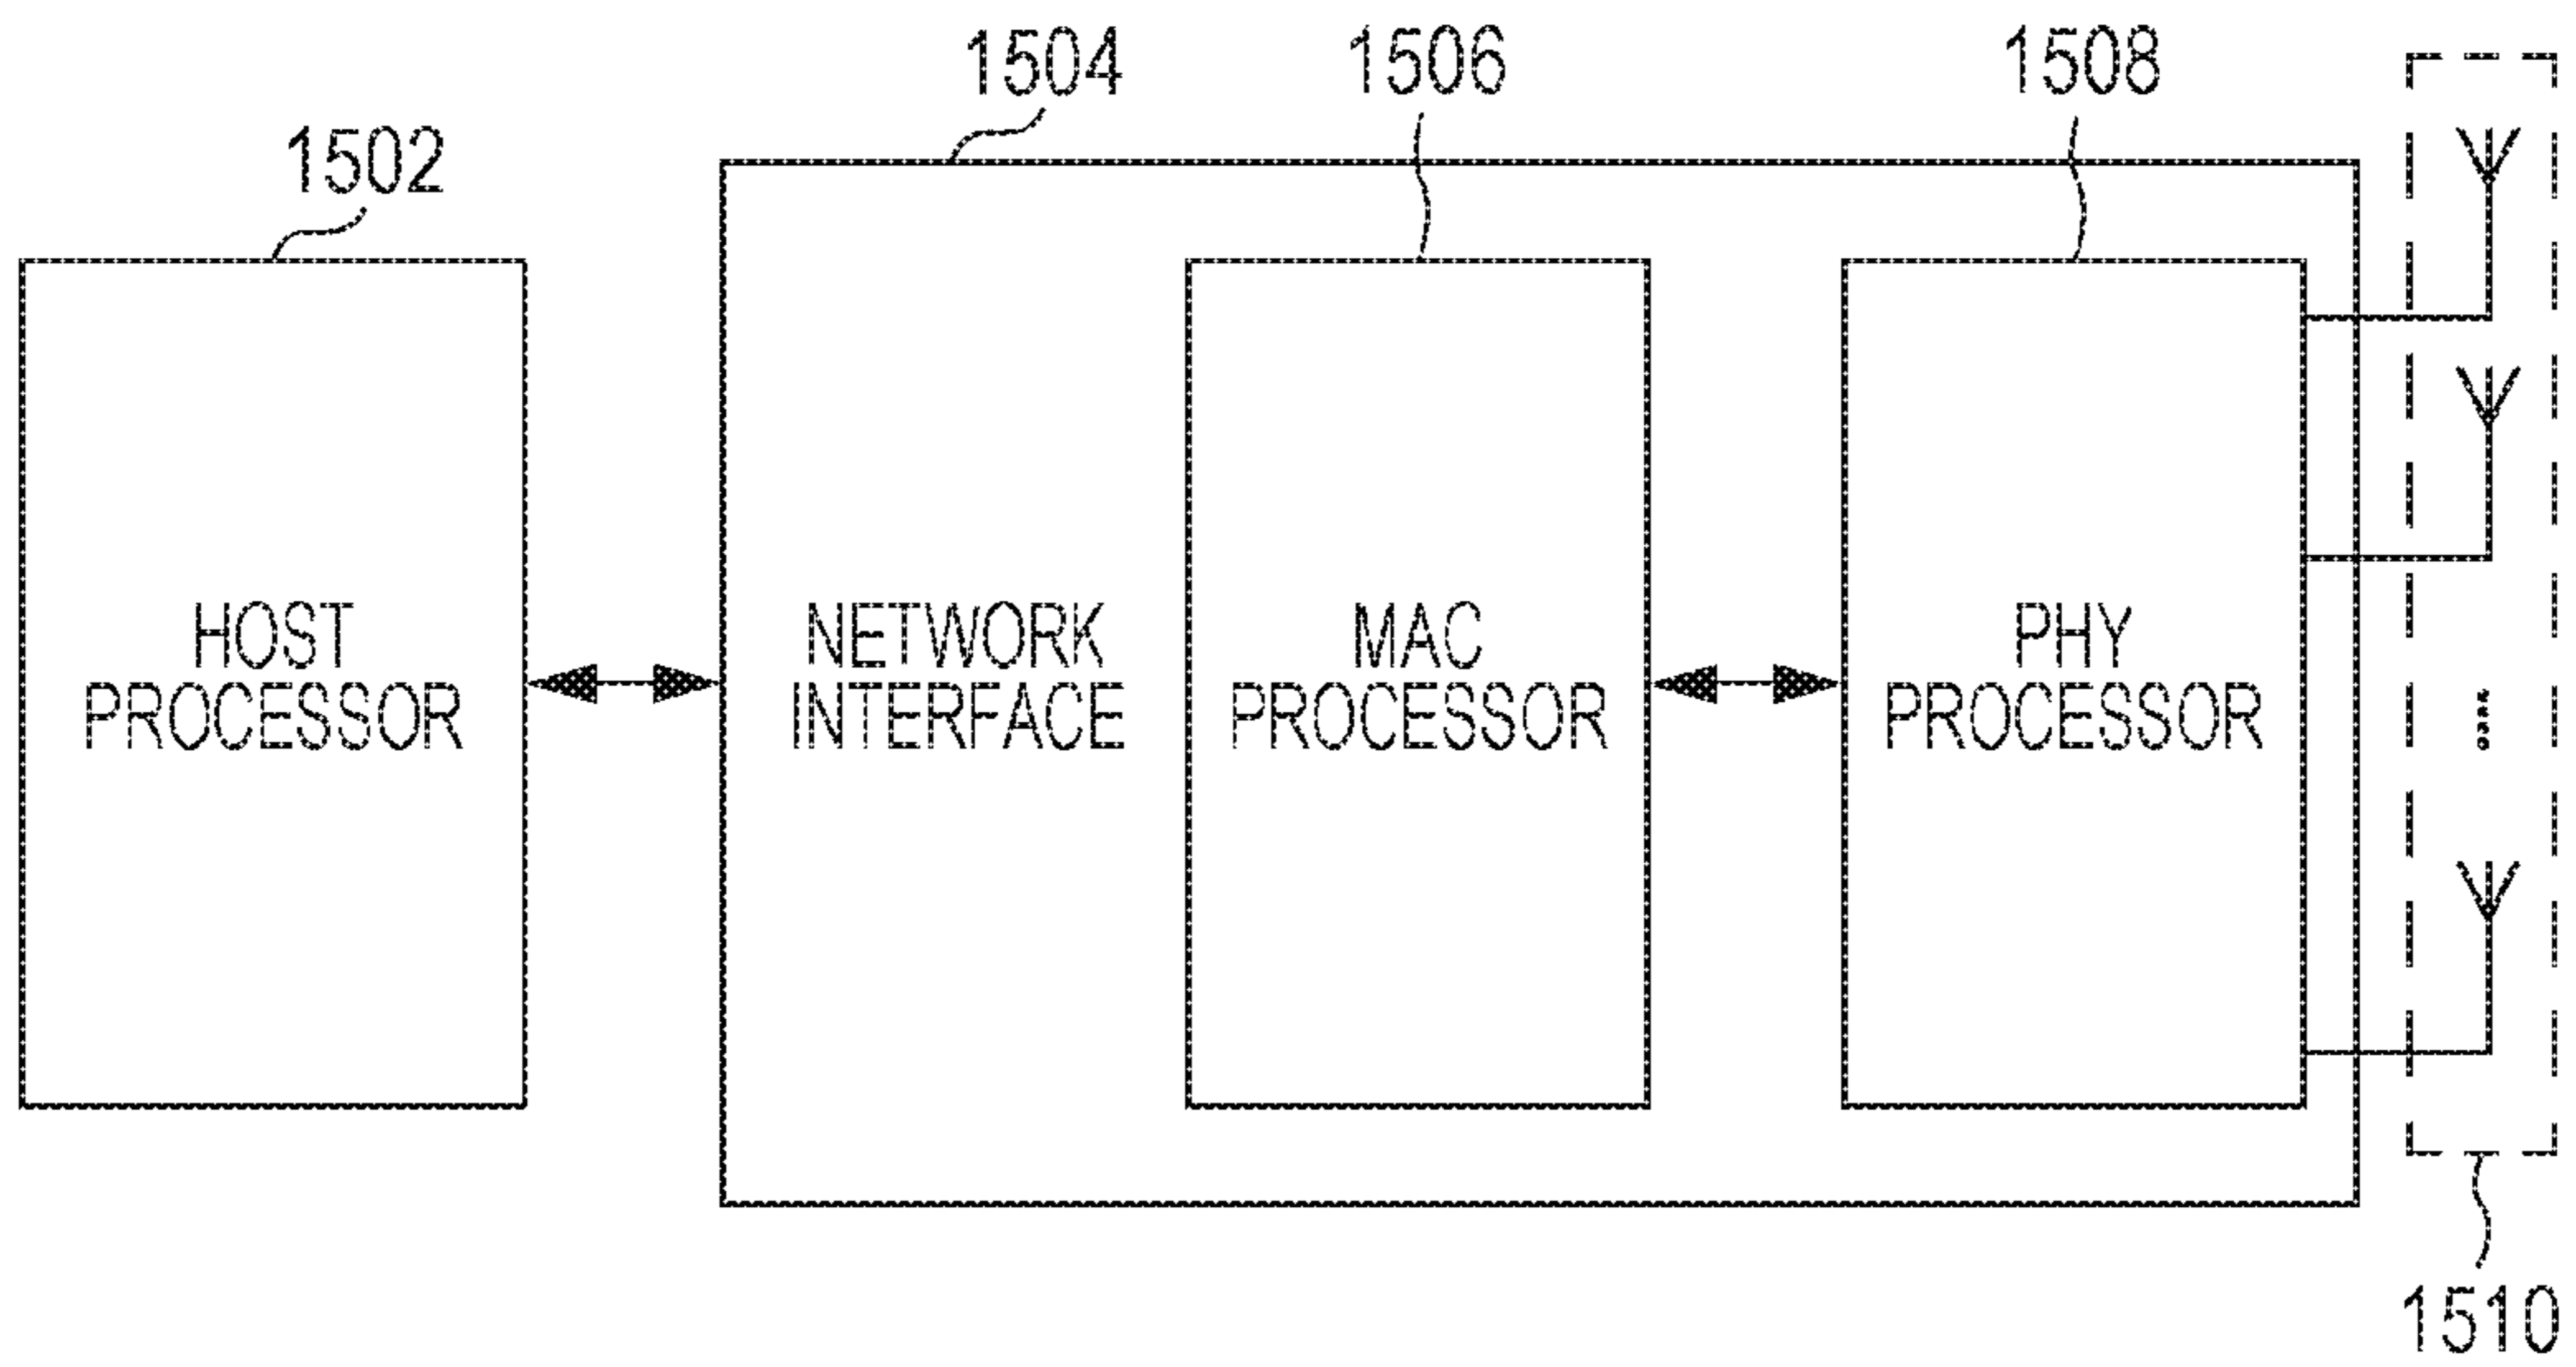 1504
1506
1508
1502
HOST
PROCESSOR
NETWORK
INTERFACE
MAC
PROCESSOR
PHY
PROCESSOR
1510